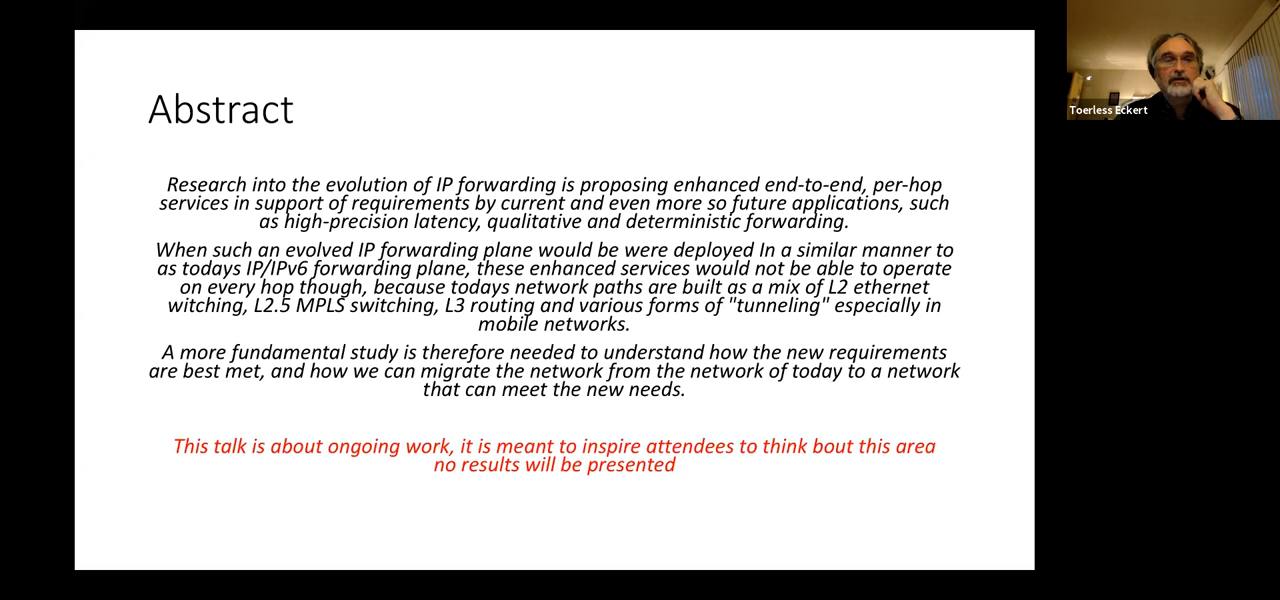 Abstract
Research into the evolution of IP forwarding is proposing enhanced end-to-end, per-hop
services in support of requirements by current and even more so future applications, such
as high-precision latency, qualitative and deterministic forwarding.
When such an evolved IP forwarding plane would be were deployed In a similar manner to
as todays IP/IPv6 forwarding plane, these enhanced services would not be able to operate
on every hop though, because todays network paths are built as a mix of L2 ethernet
witching, L2.5 MPLS switching, L3 routing and various forms of "tunneling" especially in
mobile networks.
A more fundamental study is therefore needed to understand how the new requirements
are best met, and how we can migrate the network from the network of today to a network
that can meet the new needs.
This talk is about ongoing work, it is meant to inspire attendees to think bout this area
no results will be presented
Toerless Eckert